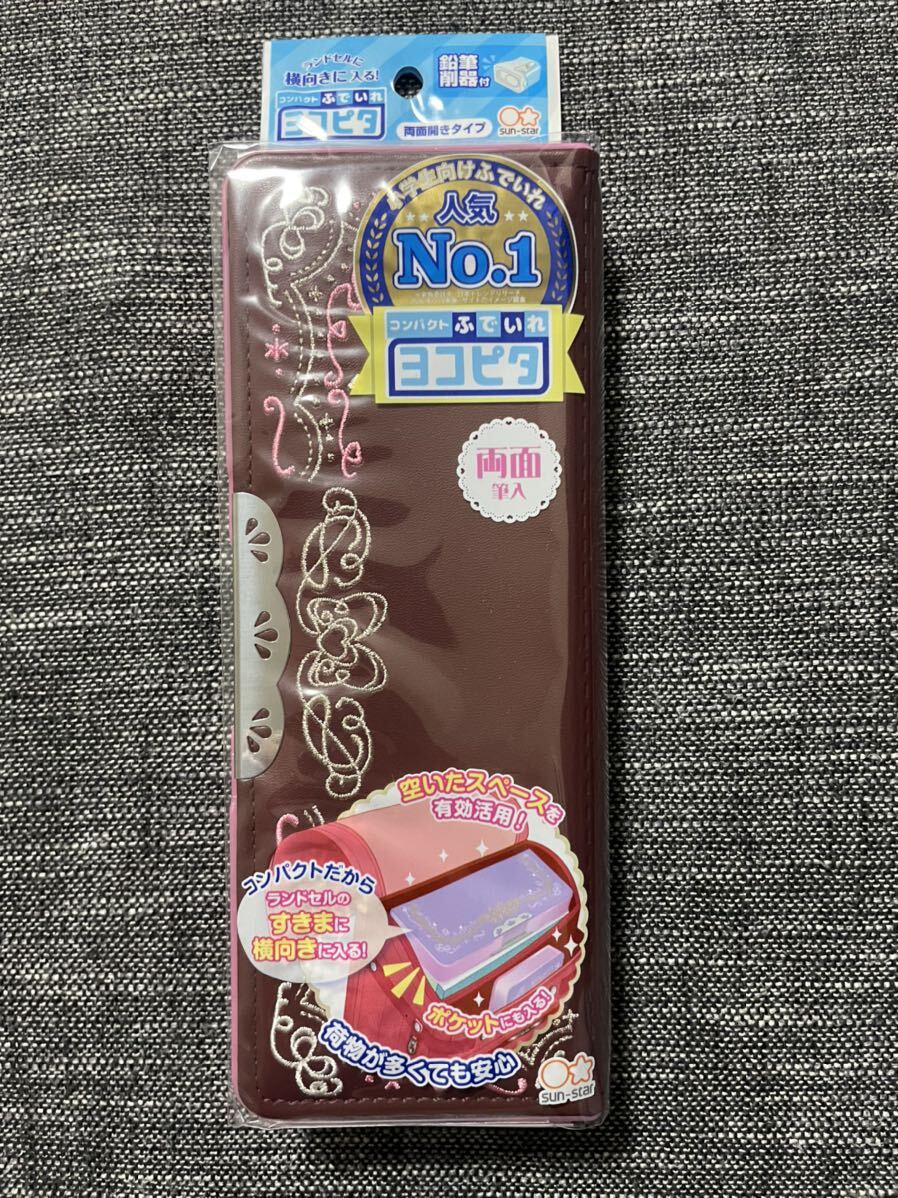 ランドセルに
横向きに入る!
コンパクト ふでいれ
ヨコピタ
両面開きタイプ
鉛筆
削器付
sun-star
小学生向けふでいれ
人気
No.1
コンパクト ふでいれ
ヨコピタ
両面
筆入
空いたスペースを
有効活用!
コンパクトだから
ランドセルの
すきまに
横向きに入る!
ポケットにも入る!
荷物が多くても安心
sun-star